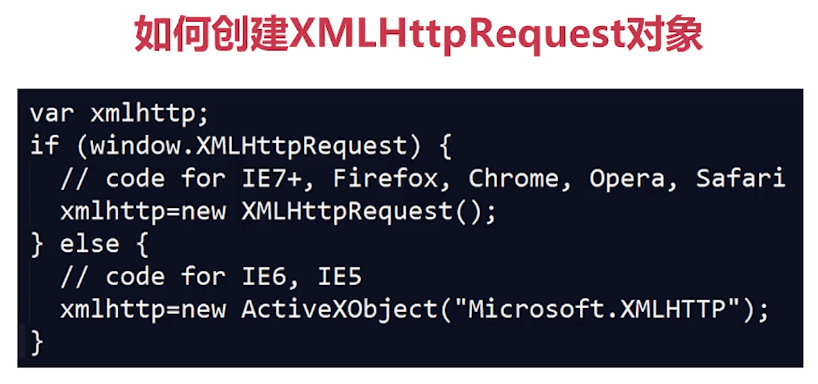 如何创建XMLHttpRequest对象
var xmlhttp;
if (window.XMLHttpRequest) {
  // code for IE7+, Firefox, Chrome, Opera, Safari
  xmlhttp=new XMLHttpRequest();
} else {
  // code for IE6, IE5
  xmlhttp=new ActiveXObject("Microsoft.XMLHTTP");
}